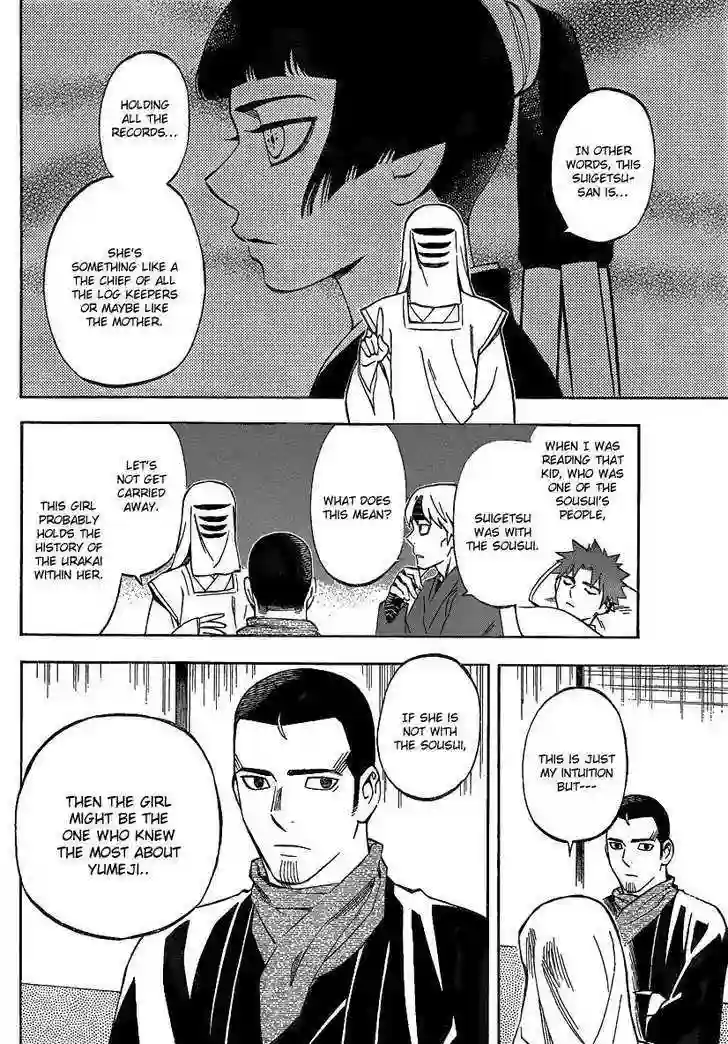 IN OTHER
WORDS, THIS
SUIGETSU-
SAN IS...
HOLDING
ALL THE
RECORDS...
SHE'S
SOMETHING LIKE A
THE CHIEF OF ALL
THE LOG KEEPERS
OR MAYBE LIKE
THE MOTHER.
WHEN I WAS
READING THAT
KID, WHO WAS
ONE OF THE
SOUSUI'S
PEOPLE,
SUIGETSU
WAS WITH
THE SOUSUI.
WHAT DOES
THIS MEAN?
LET'S
NOT GET
CARRIED
AWAY.
THIS GIRL
PROBABLY
HOLDS THE
HISTORY OF
THE URAKAI
WITHIN HER.
THIS IS JUST
MY INTUITION
BUT---
IF SHE IS
NOT WITH
THE SOUSUI,
THEN THE GIRL
MIGHT BE THE
ONE WHO KNEW
THE MOST ABOUT
YUMEJI..